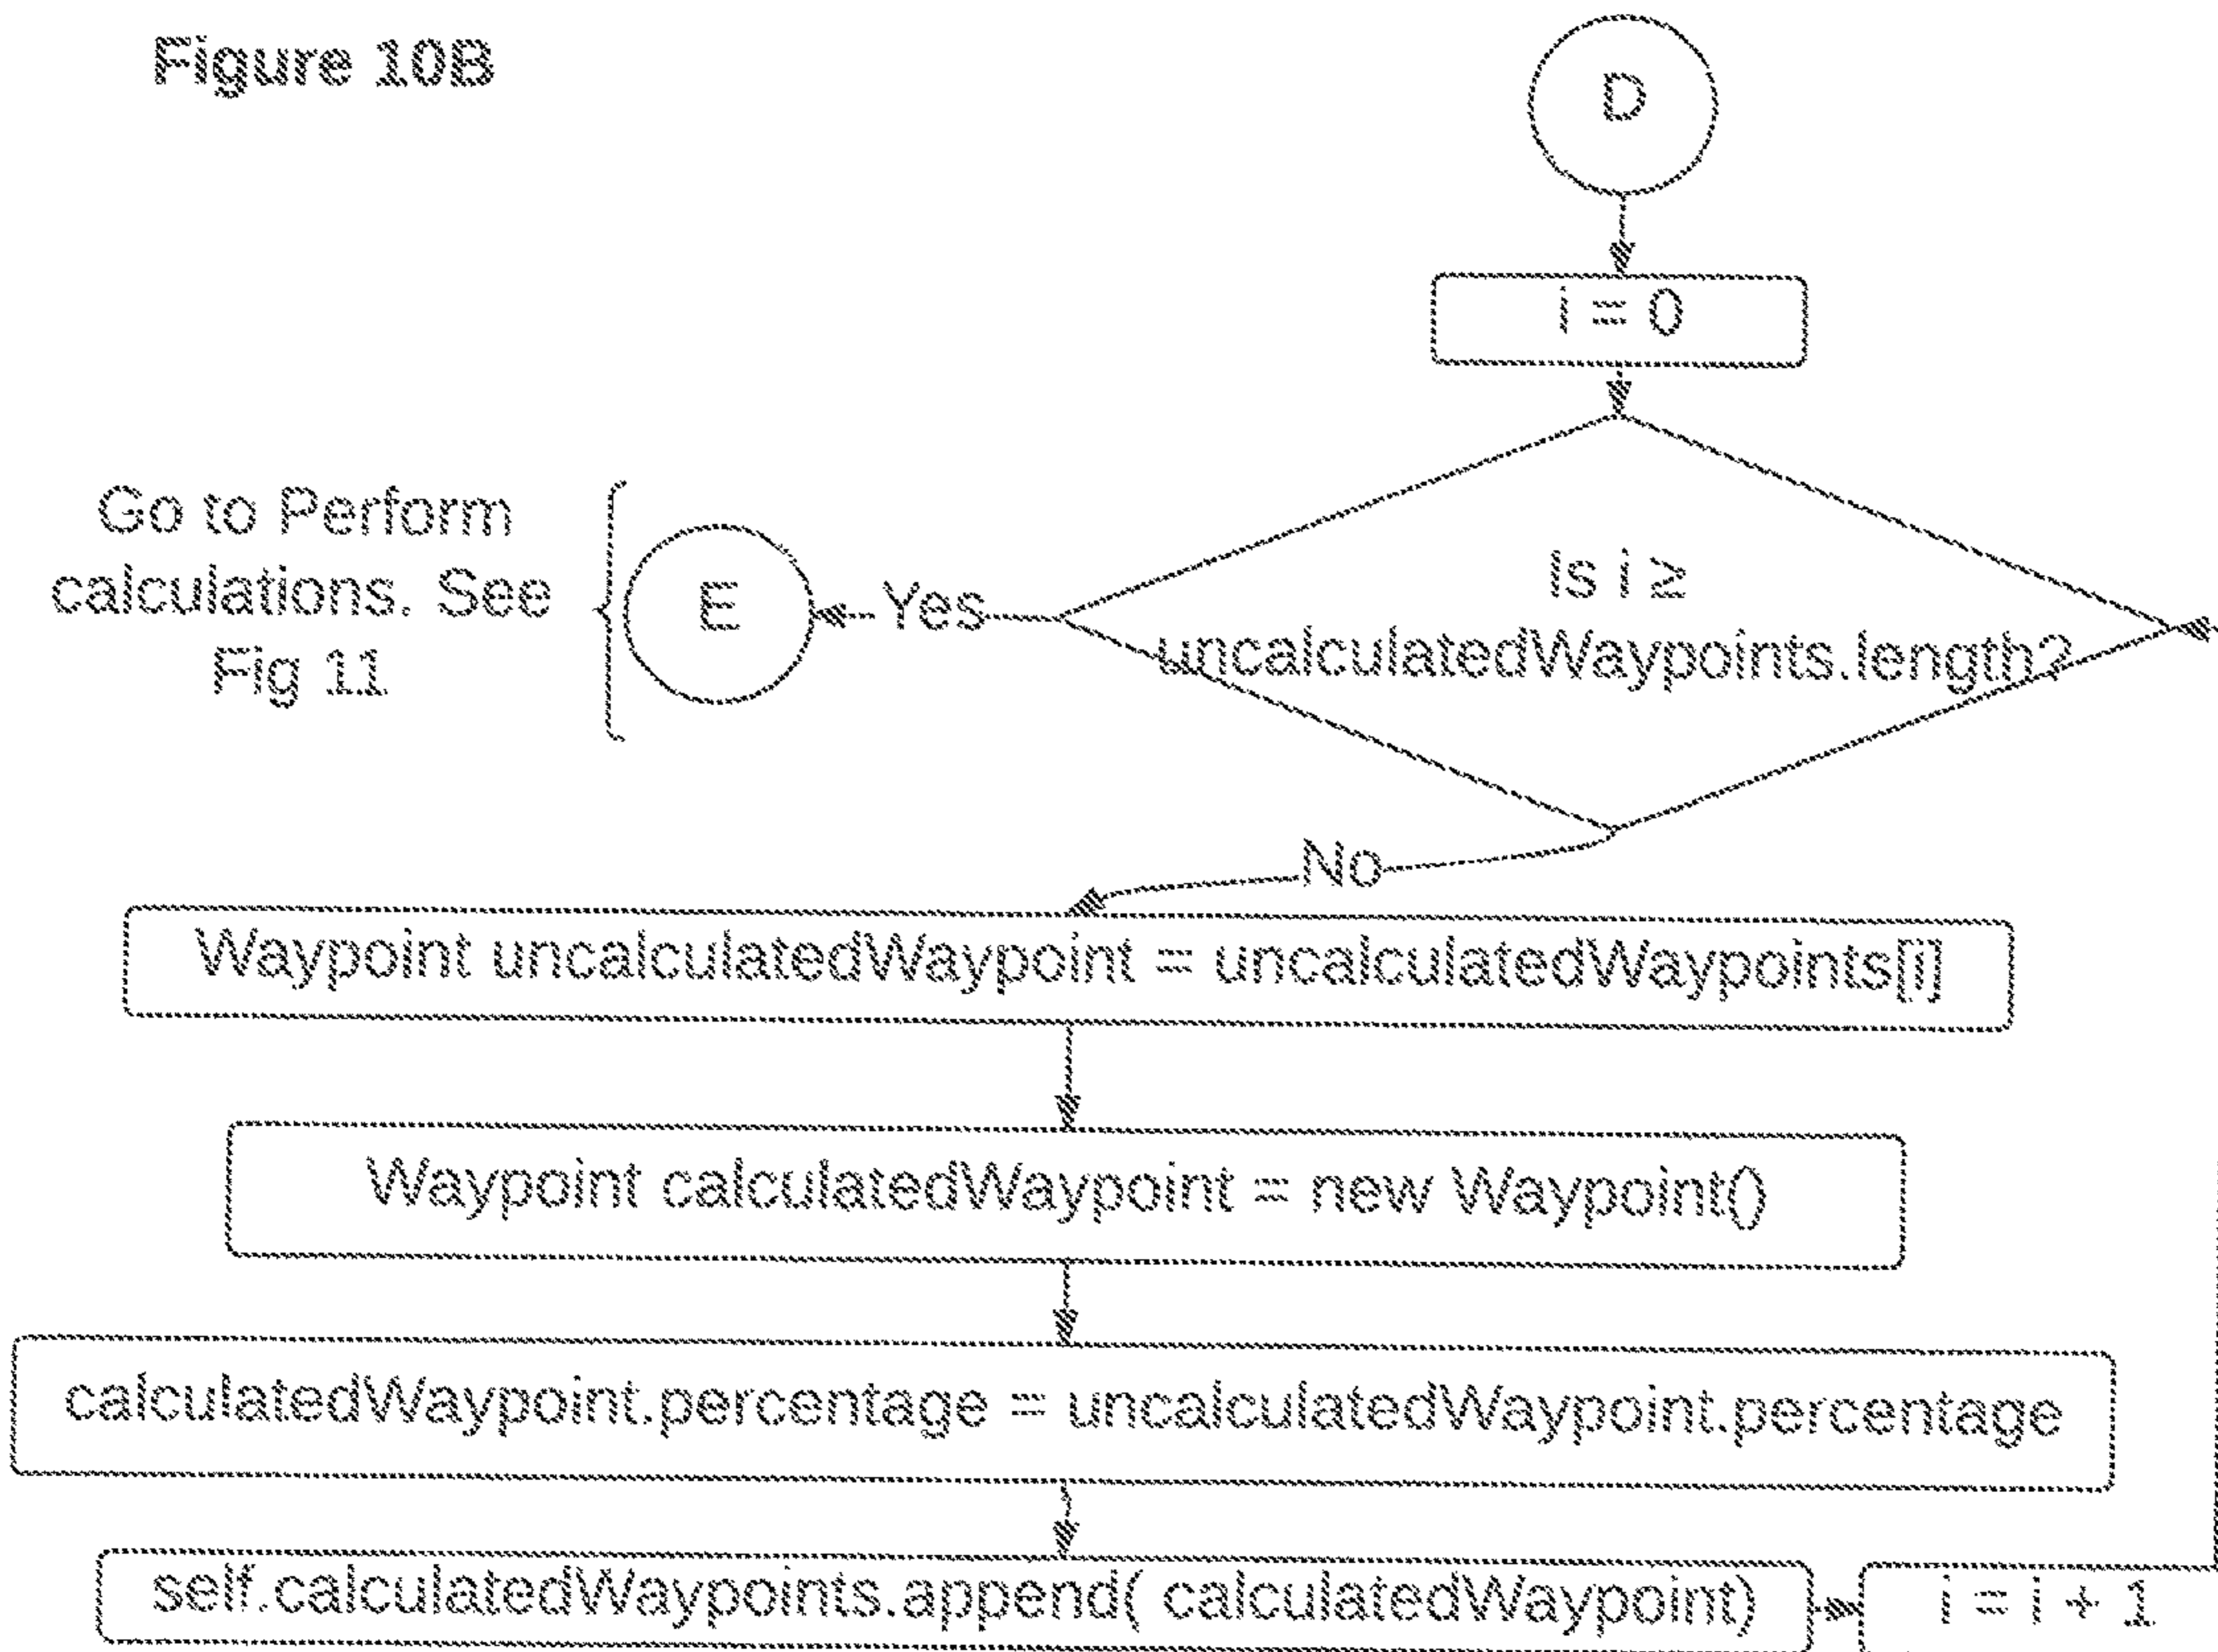 Figure 10B
D
i = 0
Is i ≥
uncalculatedWaypoints.length?
Yes
E
Go to Perform
calculations. See
Fig 11
No
Waypoint uncalculatedWaypoint = uncalculatedWaypoints[i]
Waypoint calculatedWaypoint = new Waypoint()
calculatedWaypoint.percentage = uncalculatedWaypoint.percentage
self.calculatedWaypoints.append( calculatedWaypoint)
i = i + 1